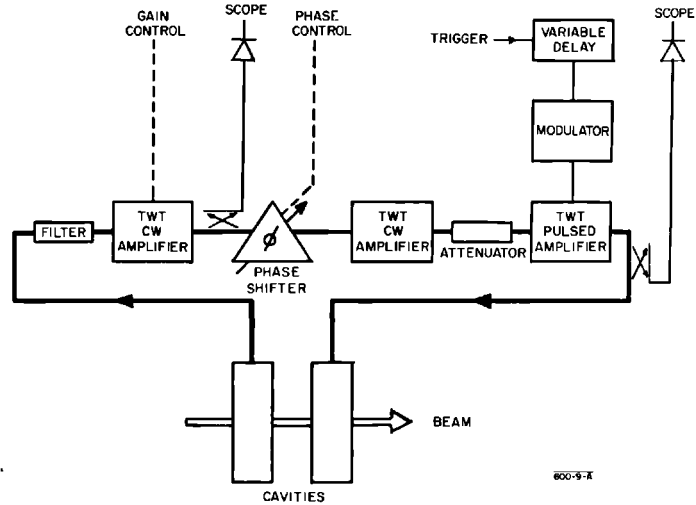 SCOPE
GAIN
CONTROL
PHASE
CONTROL
SCOPE
TRIGGER
VARIABLE
DELAY
MODULATOR
FILTER
TWT
CW
AMPLIFIER
Ø
PHASE
SHIFTER
TWT
CW
AMPLIFIER
ATTENUATOR
TWT
PULSED
AMPLIFIER
BEAM
CAVITIES
600-9-A